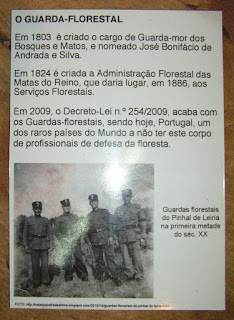 O GUARDA-FLORESTAL
Em 1803 é criado o cargo de Guarda-mor dos
Bosques e Matos, e nomeado José Bonifácio de
Andrada e Silva.
Em 1824 é criada a Administração Florestal das
Matas do Reino, que daria lugar, em 1886, aos
Serviços Florestais.
Em 2009, o Decreto-Lei n.º 254/2009, acaba com
os Guardas-florestais, sendo hoje, Portugal, um
dos raros países do Mundo a não ter este corpo
de profissionais de defesa da floresta.
Guardas florestais
do Pinhal de Leiria
na primeira metade
do séc. XX